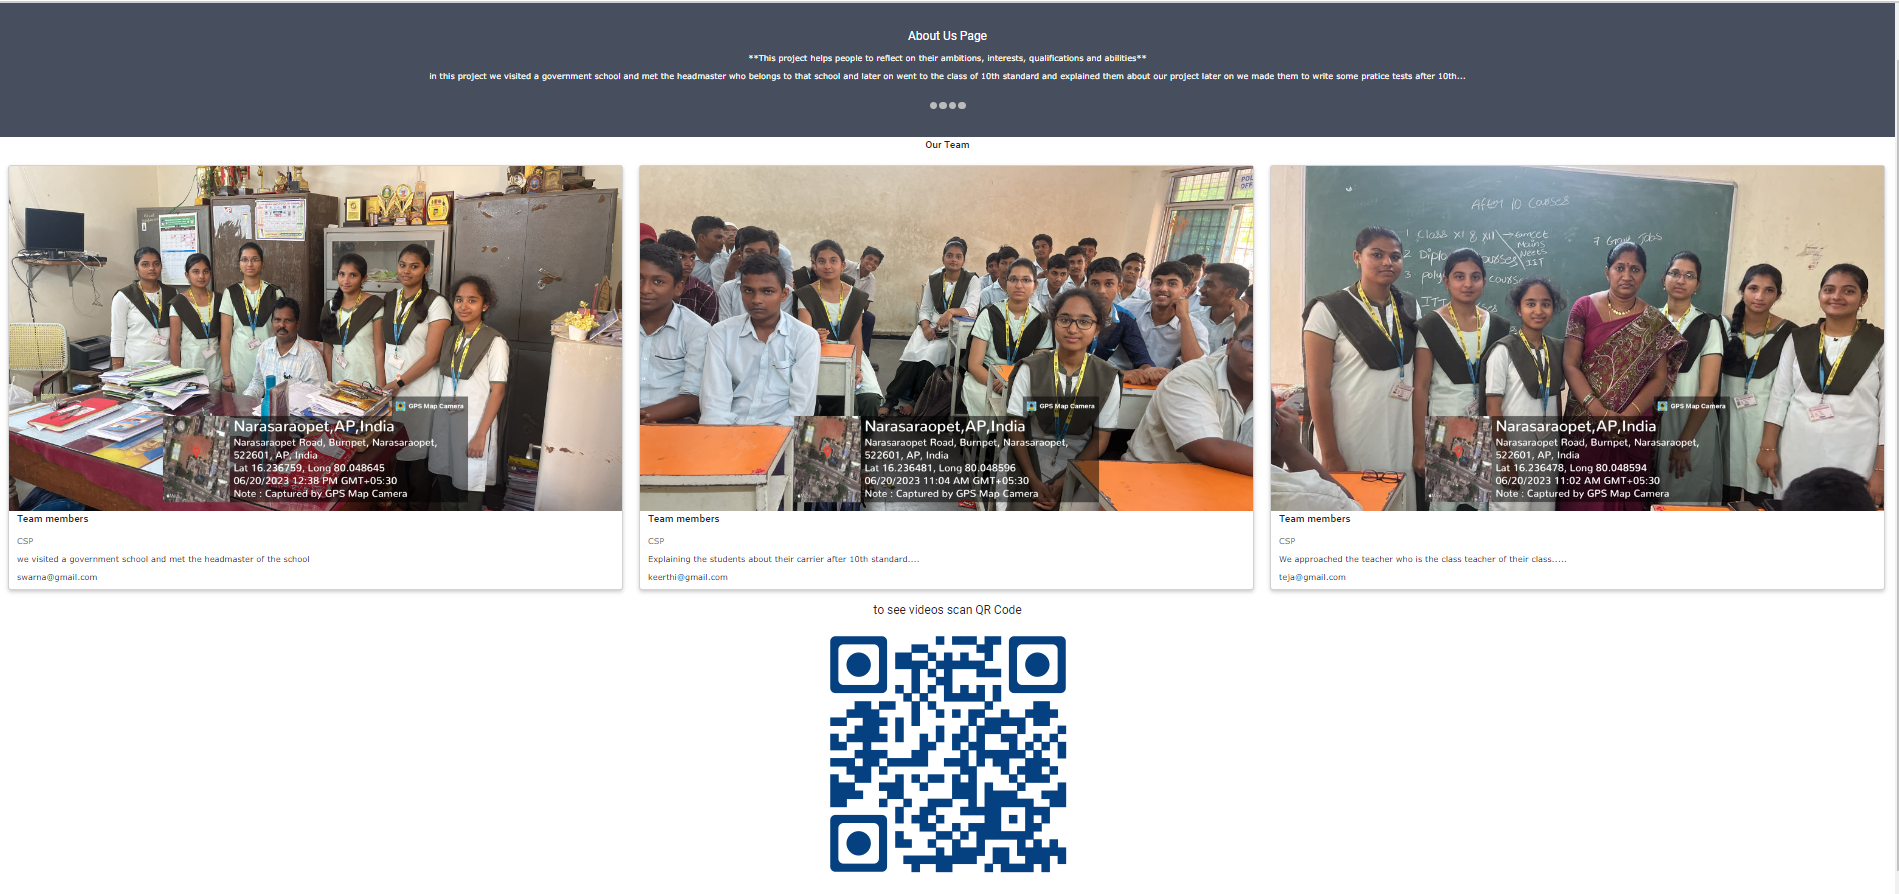 About Us Page
**This project helps people to reflect on their ambitions, interests, qualifications and abilities**
in this project we visited a government school and met the headmaster who belongs to that school and later on went to the class of 10th standard and explained them about our project later on we made them to write some pratice tests after 10th...
Our Team
GPS Map Camera
Narasaraopet,AP,India
Narasaraopet Road, Burnpet, Narasaraopet,
522601, AP, India
Lat 16.236759, Long 80.048645
06/20/2023 12:38 PM GMT+05:30
Note : Captured by GPS Map Camera
Team members
CSP
we visited a government school and met the headmaster of the school
swarna@gmail.com
GPS Map Camera
Narasaraopet,AP,India
Narasaraopet Road, Burnpet, Narasaraopet,
522601, AP, India
Lat 16.236481, Long 80.048596
06/20/2023 11:04 AM GMT+05:30
Note : Captured by GPS Map Camera
Team members
CSP
Explaining the students about their carrier after 10th standard....
keerthi@gmail.com
AfteR 10 Courses
1 Class XI & XII → Eamcet
Mains
Neets
IIT
2 Diplo courses
3 poly course
ITI
7 Govt Jobs
GPS Map Camera
Narasaraopet,AP,India
Narasaraopet Road, Burnpet, Narasaraopet,
522601, AP, India
Lat 16.236478, Long 80.048594
06/20/2023 11:02 AM GMT+05:30
Note : Captured by GPS Map Camera
Team members
CSP
We approached the teacher who is the class teacher of their class.....
teja@gmail.com
to see videos scan QR Code